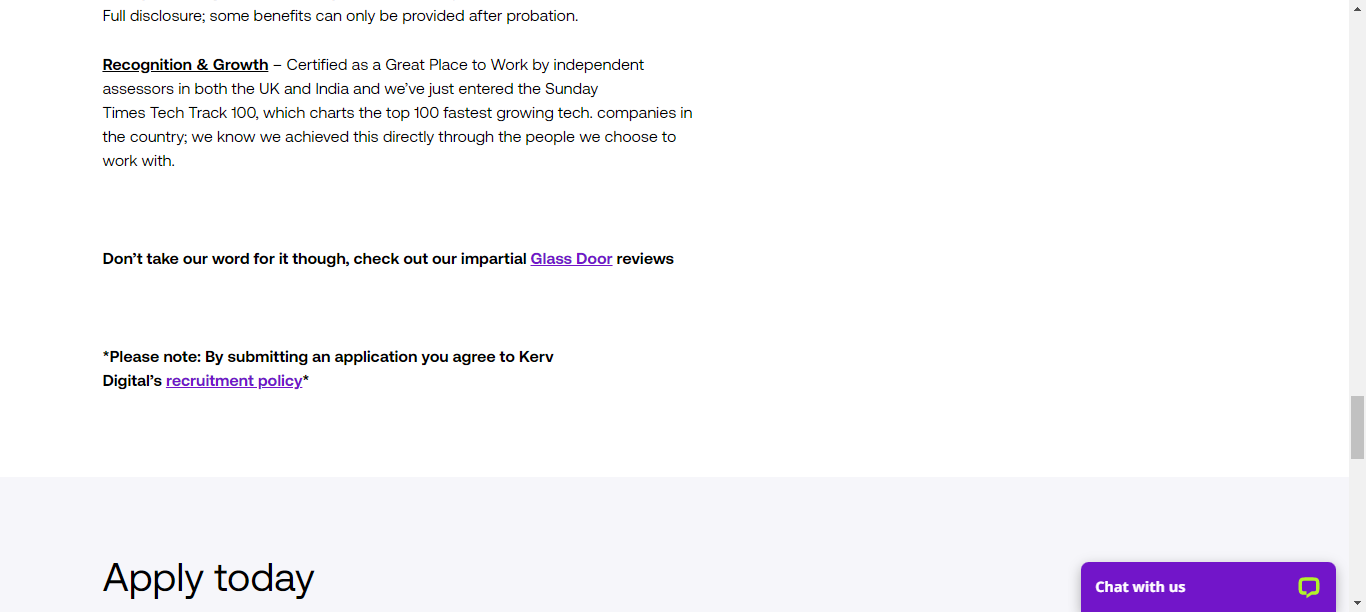 Full disclosure; some benefits can only be provided after probation.
Recognition & Growth – Certified as a Great Place to Work by independent
assessors in both the UK and India and we’ve just entered the Sunday
Times Tech Track 100, which charts the top 100 fastest growing tech. companies in
the country; we know we achieved this directly through the people we choose to
work with.
Don’t take our word for it though, check out our impartial Glass Door reviews
*Please note: By submitting an application you agree to Kerv
Digital’s recruitment policy*
Apply today
Chat with us